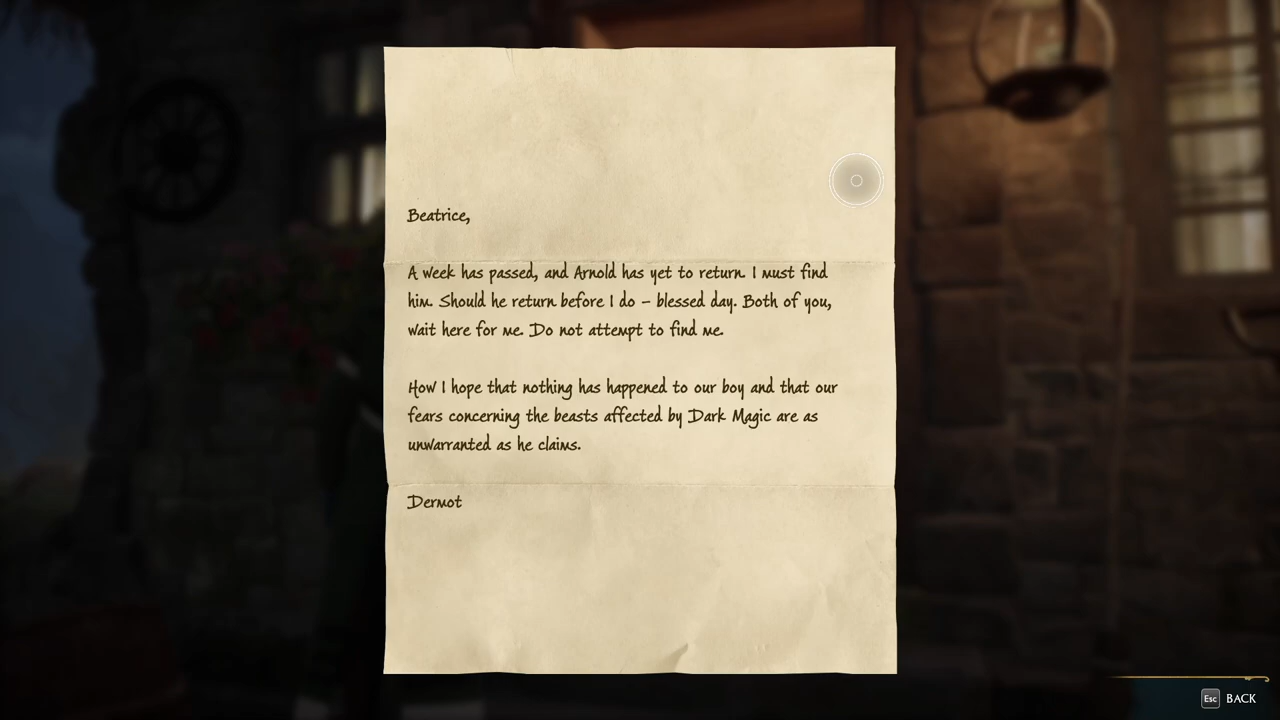 Beatrice,
A week has passed, and Arnold has yet to return. I must find
him. Should he return before I do – blessed day. Both of you,
wait here for me. Do not attempt to find me.
How I hope that nothing has happened to our boy and that our
fears concerning the beasts affected by Dark Magic are as
unwarranted as he claims.
Dermot
Esc BACK